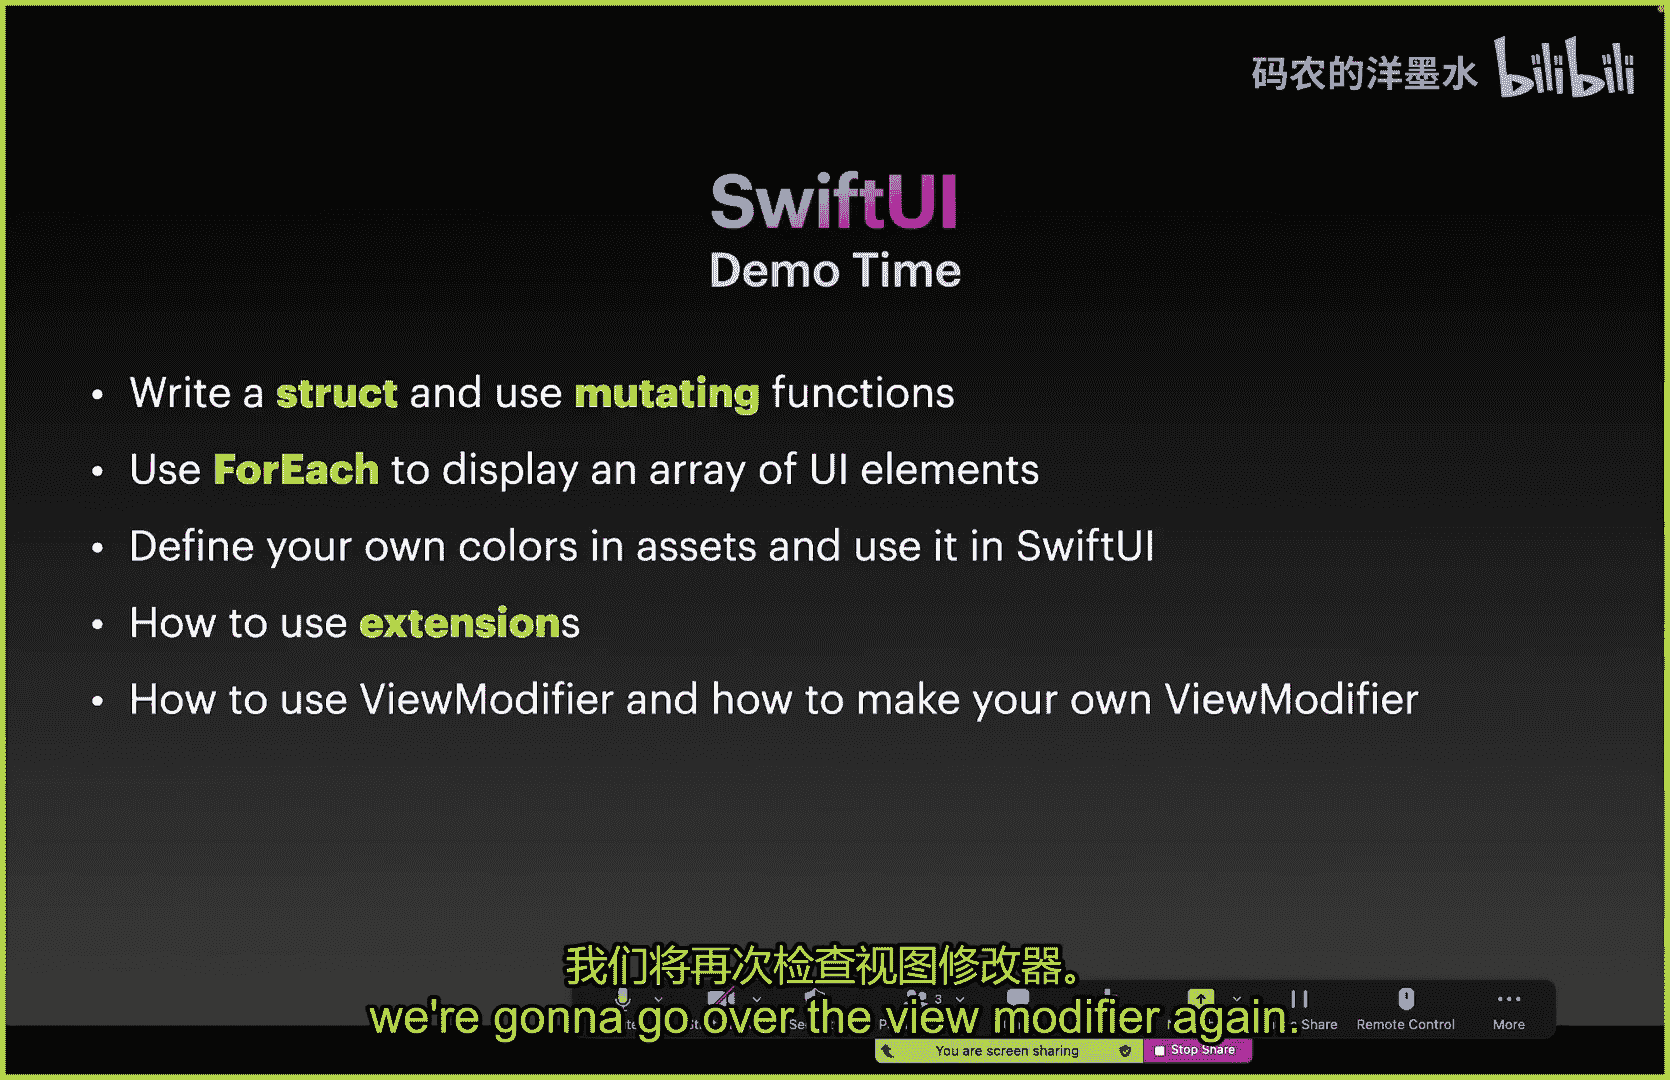 码农的洋墨水 bilibili
SwiftUI
Demo Time
• Write a struct and use mutating functions
• Use ForEach to display an array of UI elements
• Define your own colors in assets and use it in SwiftUI
• How to use extensions
• How to use ViewModifier and how to make your own ViewModifier
我们将再次检查视图修改器。
3
we're gonna go over the view modifier again.
Share Remote Control More
You are screen sharing Stop Share